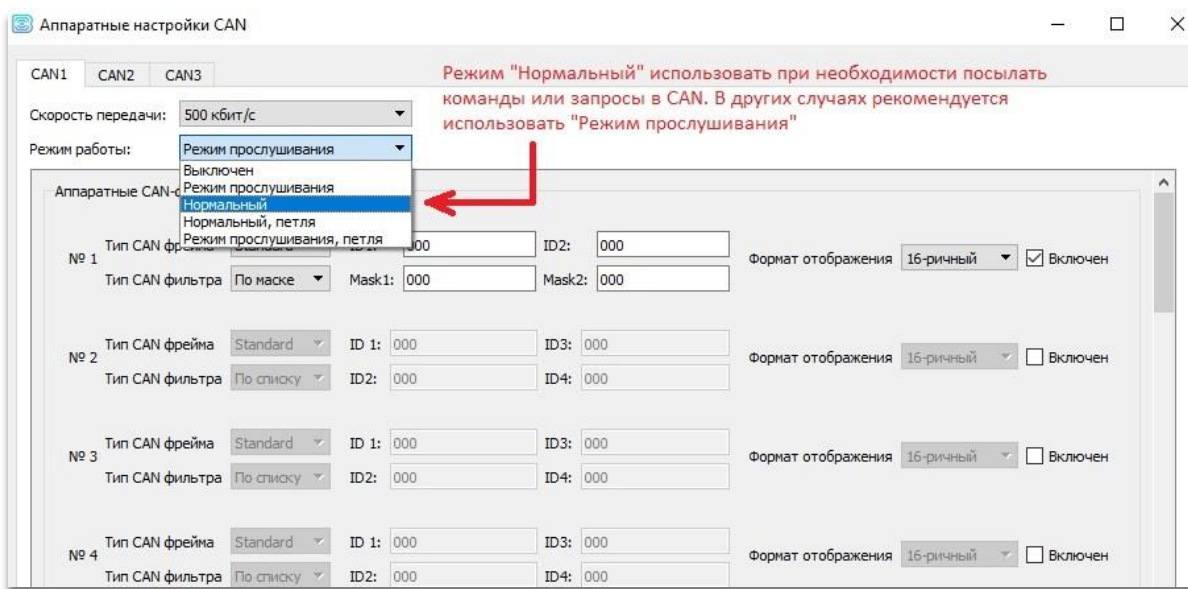 Аппаратные настройки CAN
CAN1 CAN2 CAN3
Режим "Нормальный" использовать при необходимости посылать
команды или запросы в CAN. В других случаях рекомендуется
использовать "Режим прослушивания"
Скорость передачи: 500 кбит/с
Режим работы: Режим прослушивания
Выключен
Режим прослушивания
Нормальный
Нормальный, петля
Режим прослушивания, петля
Аппаратные CAN-
№ 1
Тип CAN 000 ID2: 000
Тип CAN фильтра По маске Mask1: 000 Mask2: 000
Формат отображения 16-ричный Включен
№ 2
Тип CAN фрейма Standard ID 1: 000 ID3: 000
Тип CAN фильтра По списку ID2: 000 ID4: 000
Формат отображения 16-ричный Включен
№ 3
Тип CAN фрейма Standard ID 1: 000 ID3: 000
Тип CAN фильтра По списку ID2: 000 ID4: 000
Формат отображения 16-ричный Включен
№ 4
Тип CAN фрейма Standard ID 1: 000 ID3: 000
Тип CAN фильтра По списку ID2: 000 ID4: 000
Формат отображения 16-ричный Включен